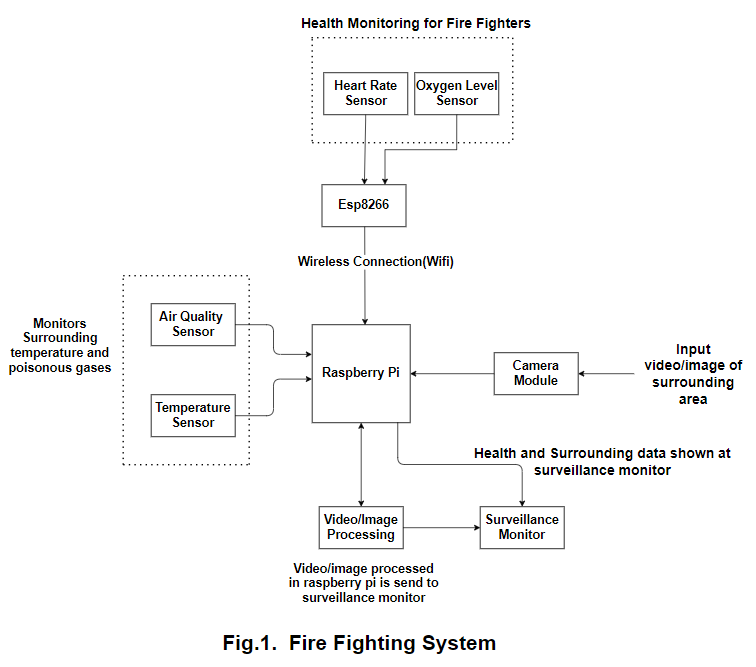 Health Monitoring for Fire Fighters
Heart Rate
Sensor
Oxygen Level
Sensor
Esp8266
Wireless Connection(Wifi)
Monitors
Surrounding
temperature and
poisonous gases
Air Quality
Sensor
Temperature
Sensor
Raspberry Pi
Camera
Module
Input
video/image of
surrounding
area
Health and Surrounding data shown at
surveillance monitor
Video/Image
Processing
Surveillance
Monitor
Video/image processed
in raspberry pi is send to
surveillance monitor
Fig.1. Fire Fighting System